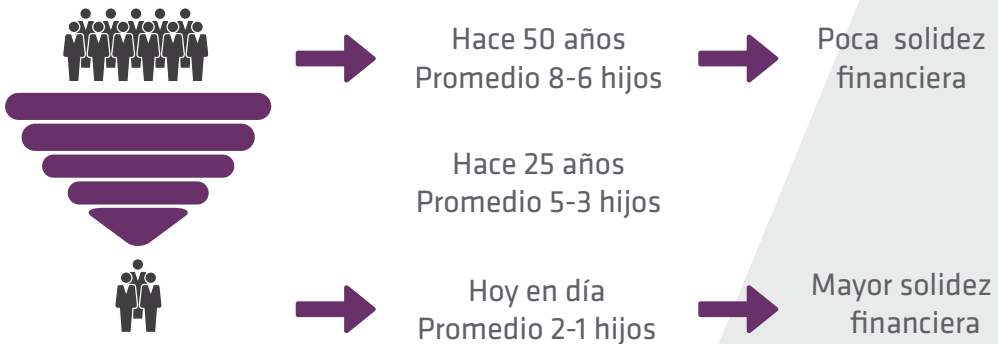 Hace 50 años
Promedio 8-6 hijos
Poca solidez
financiera
Hace 25 años
Promedio 5-3 hijos
Hoy en día
Promedio 2-1 hijos
Mayor solidez
financiera